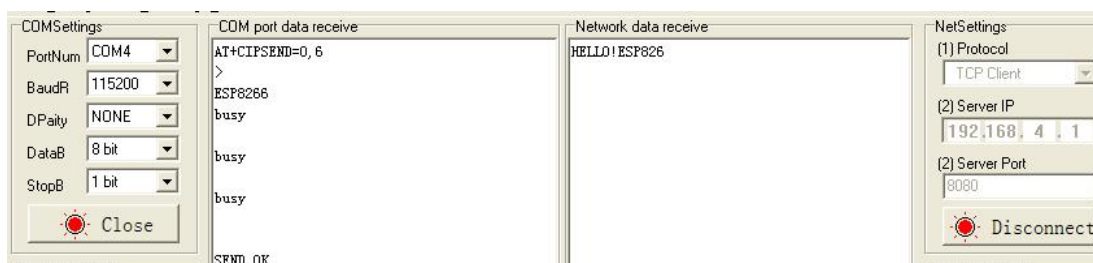 COMSettings
PortNum COM4
BaudR 115200
DPaity NONE
DataB 8 bit
StopB 1 bit
Close
COM port data receive
AT+CIPSEND=0,6
>
ESP8266
busy
busy
busy
SEND OK
Network data receive
HELLO!ESP826
NetSettings
(1) Protocol
TCP Client
(2) Server IP
192.168. 4 . 1
(2) Server Port
8080
Disconnect